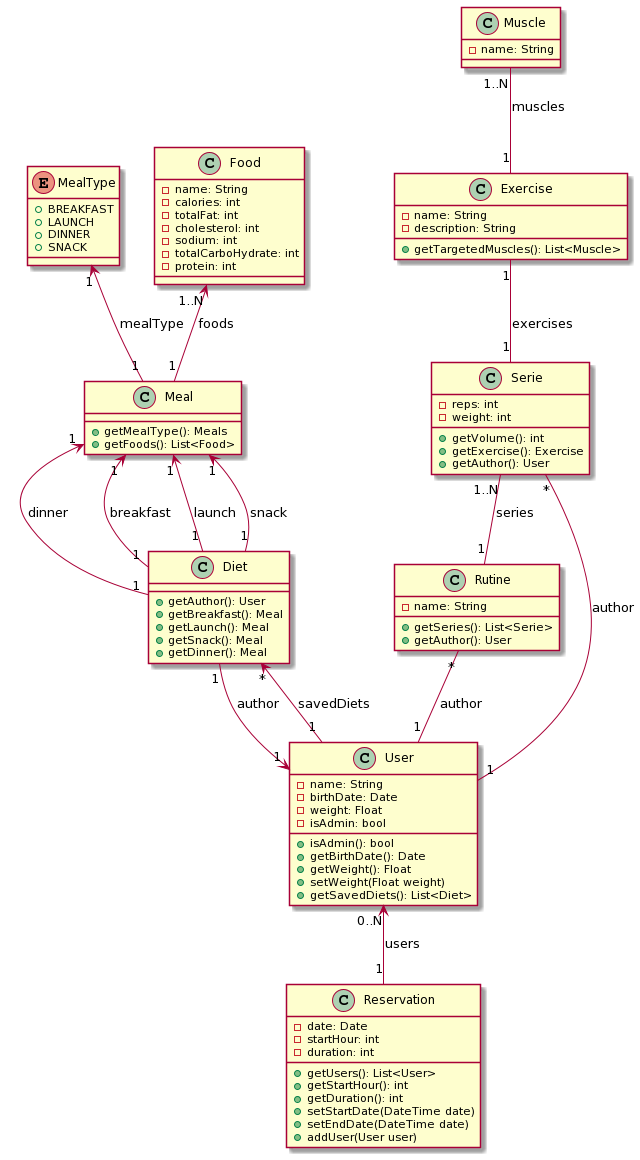 C Muscle
name: String
1..N
muscles
1
C Exercise
name: String
description: String
getTargetedMuscles(): List<Muscle>
1
exercises
1
E MealType
BREAKFAST
LAUNCH
DINNER
SNACK
1
mealType
1
C Food
name: String
calories: int
totalFat: int
cholesterol: int
sodium: int
totalCarboHydrate: int
protein: int
1..N
foods
1
C Meal
getMealType(): Meals
getFoods(): List<Food>
C Serie
reps: int
weight: int
getVolume(): int
getExercise(): Exercise
getAuthor(): User
1
1
1
1
dinner
breakfast
launch
snack
1
1
1
1
1..N
series
1
*
author
1
C Diet
getAuthor(): User
getBreakfast(): Meal
getLaunch(): Meal
getSnack(): Meal
getDinner(): Meal
C Rutine
name: String
getSeries(): List<Serie>
getAuthor(): User
1
author
1
*
savedDiets
1
*
author
1
C User
name: String
birthDate: Date
weight: Float
isAdmin: bool
isAdmin(): bool
getBirthDate(): Date
getWeight(): Float
setWeight(Float weight)
getSavedDiets(): List<Diet>
0..N
users
1
C Reservation
date: Date
startHour: int
duration: int
getUsers(): List<User>
getStartHour(): int
getDuration(): int
setStartDate(DateTime date)
setEndDate(DateTime date)
addUser(User user)